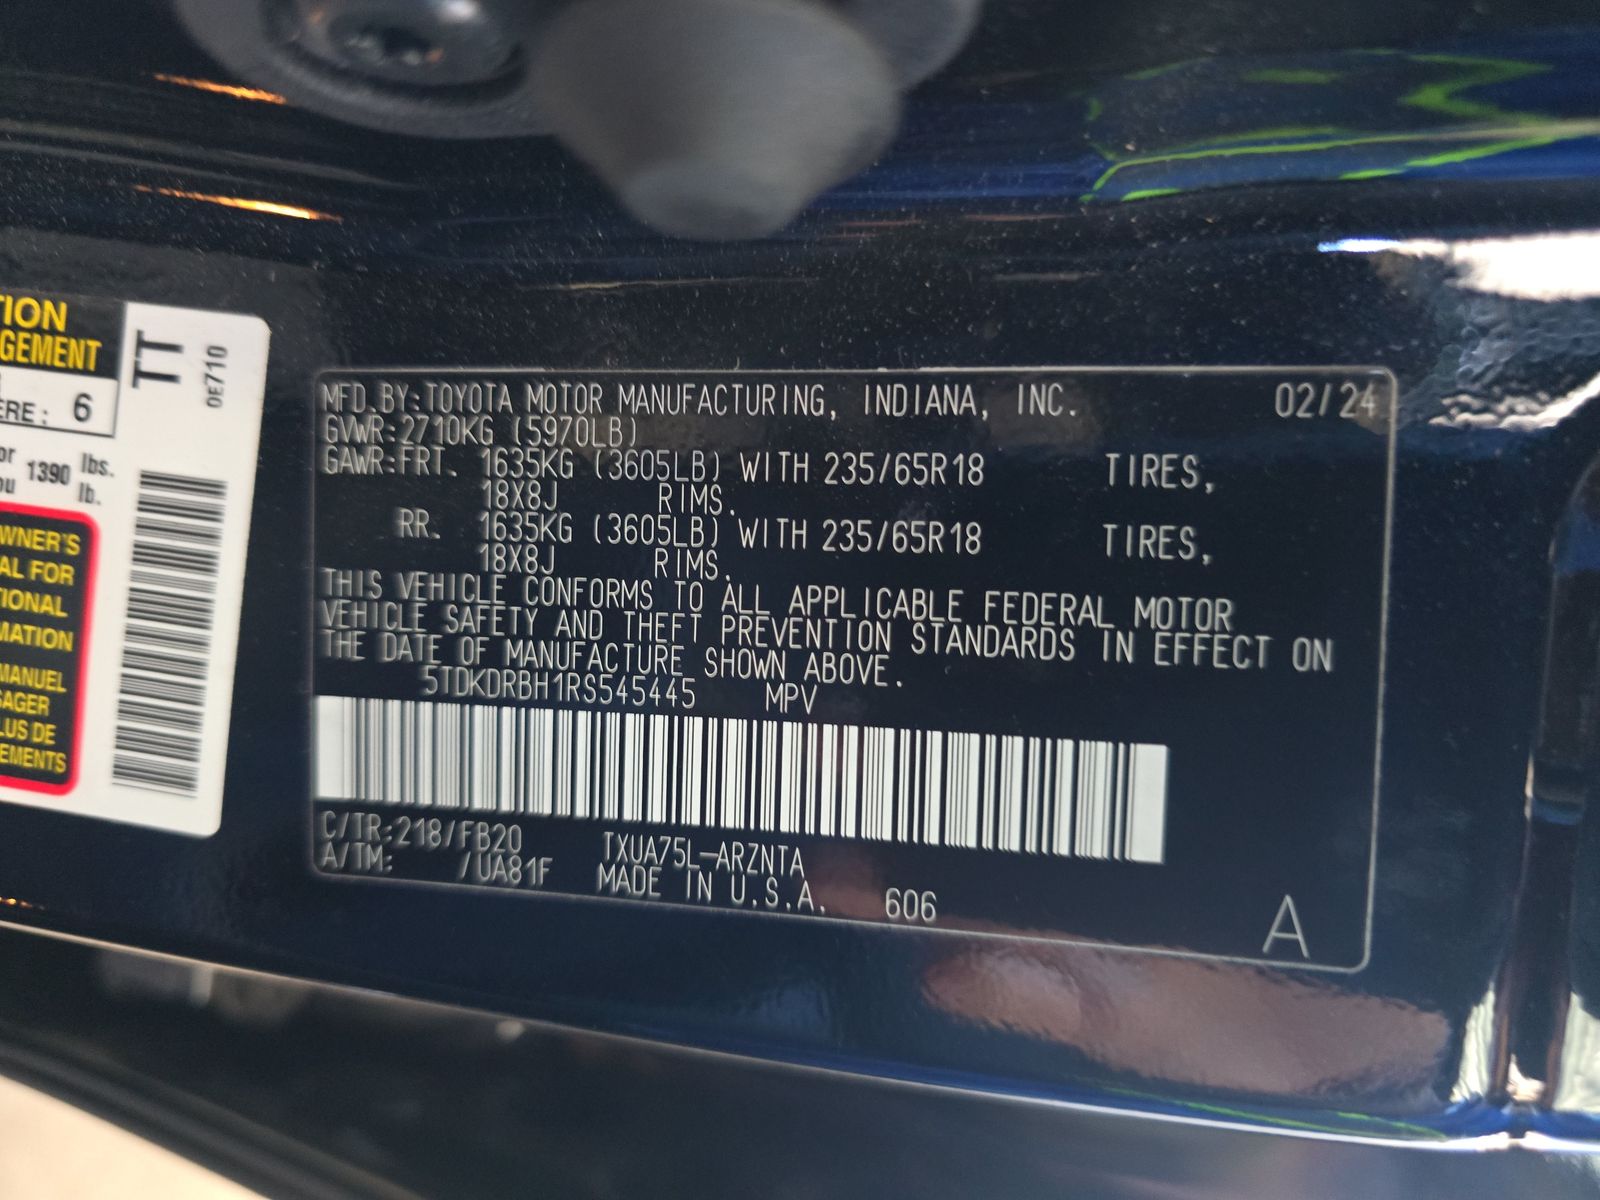 TION
GEMENT
ERE: 6
or
1390
lbs.
lb.
WNER'S
AL FOR
TIONAL
MATION
MANUEL
SAGER
LUS DE
EMENTS
TT
0E710
MFD.BY:TOYOTA MOTOR MANUFACTURING, INDIANA, INC. 02/24
GVWR:2710KG (5970LB)
GAWR:FRT. 1635KG (3605LB) WITH 235/65R18 TIRES,
18X8J RIMS.
RR. 1635KG (3605LB) WITH 235/65R18 TIRES,
18X8J RIMS.
THIS VEHICLE CONFORMS TO ALL APPLICABLE FEDERAL MOTOR
VEHICLE SAFETY AND THEFT PREVENTION STANDARDS IN EFFECT ON
THE DATE OF MANUFACTURE SHOWN ABOVE.
5TDKDRBH1RS545445 MPV
C/TR:218/FB20 TXUA75L-ARZNTA
A/TM: /UA81F MADE IN U.S.A. 606
A